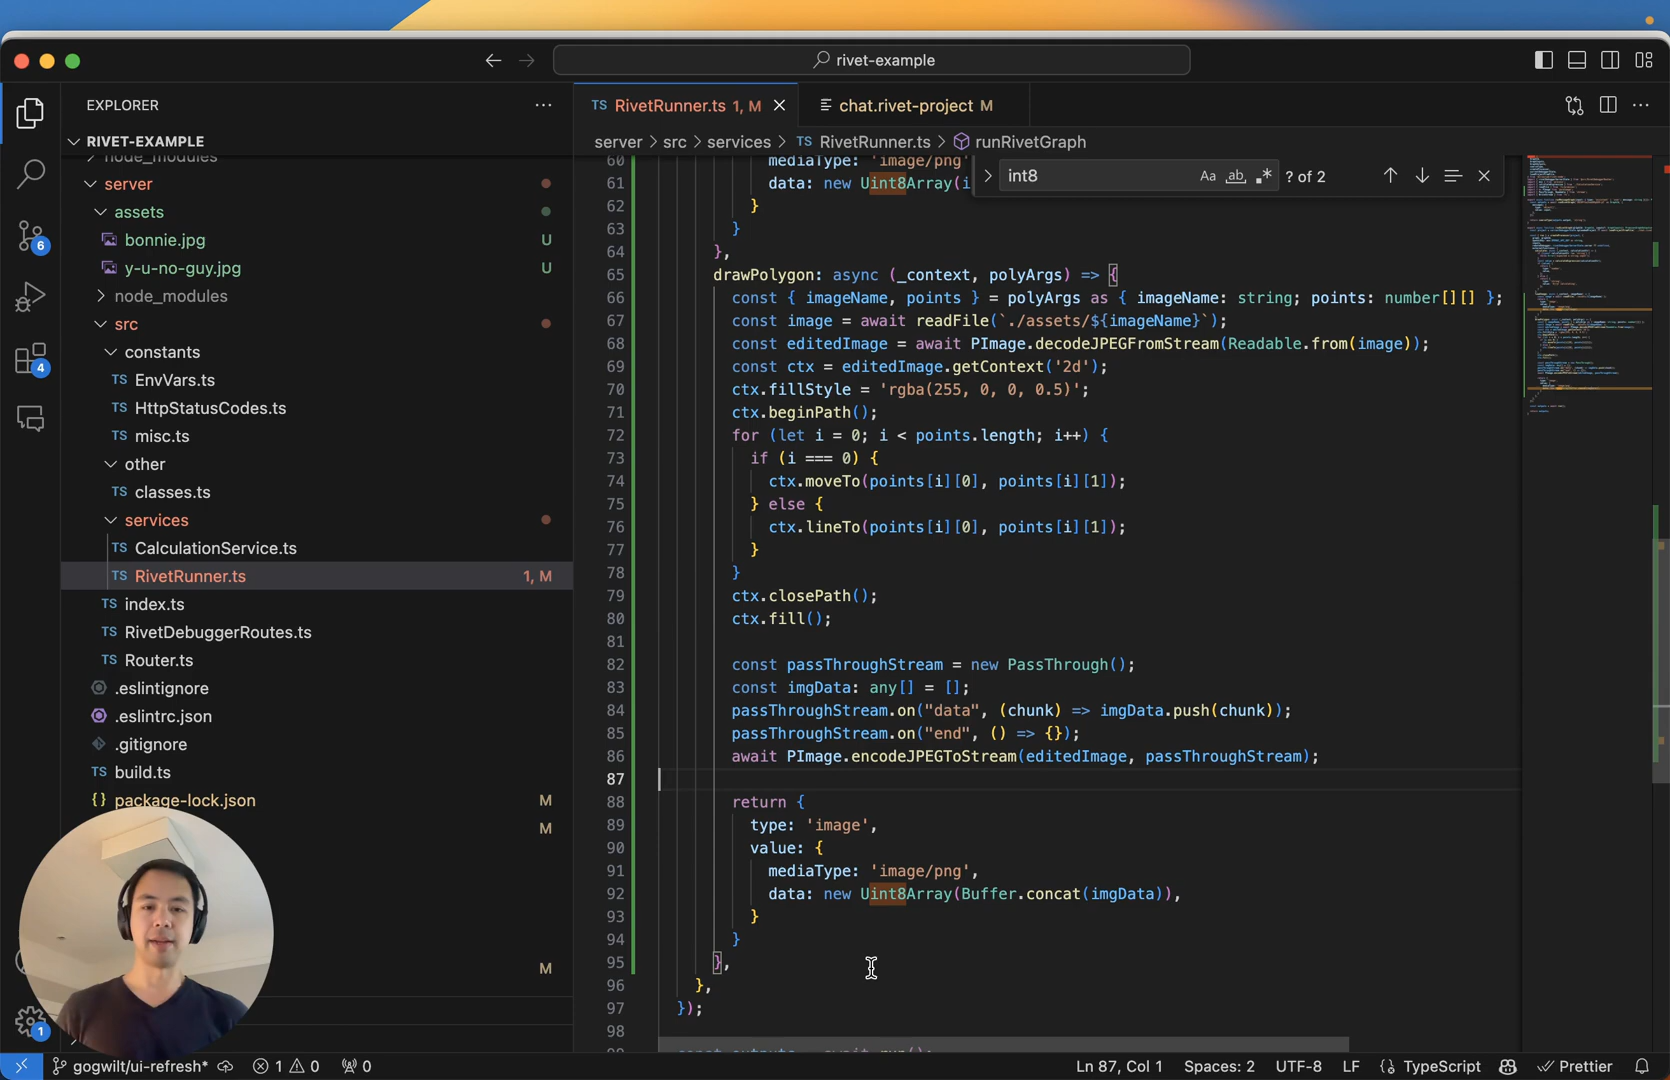 rivet-example
EXPLORER
RIVET-EXAMPLE
node_modules
server
assets
bonnie.jpg U
y-u-no-guy.jpg U
node_modules
src
constants
TS EnvVars.ts
TS HttpStatusCodes.ts
TS misc.ts
other
TS classes.ts
services
TS CalculationService.ts
TS RivetRunner.ts 1, M
TS index.ts
TS RivetDebuggerRoutes.ts
TS Router.ts
.eslintignore
.eslintrc.json
.gitignore
TS build.ts
{} package-lock.json M
M
M
6
4
1
TS RivetRunner.ts 1, M
chat.rivet-project M
server > src > services > TS RivetRunner.ts > runRivetGraph
int8 Aa ab ? of 2
60 mediaType: 'image/png'
61 data: new Uint8Array(i
62 }
63 }
64 },
65 drawPolygon: async (_context, polyArgs) => {
66 const { imageName, points } = polyArgs as { imageName: string; points: number[][] };
67 const image = await readFile(`./assets/${imageName}`);
68 const editedImage = await PImage.decodeJPEGFromStream(Readable.from(image));
69 const ctx = editedImage.getContext('2d');
70 ctx.fillStyle = 'rgba(255, 0, 0, 0.5)';
71 ctx.beginPath();
72 for (let i = 0; i < points.length; i++) {
73 if (i === 0) {
74 ctx.moveTo(points[i][0], points[i][1]);
75 } else {
76 ctx.lineTo(points[i][0], points[i][1]);
77 }
78 }
79 ctx.closePath();
80 ctx.fill();
81
82 const passThroughStream = new PassThrough();
83 const imgData: any[] = [];
84 passThroughStream.on("data", (chunk) => imgData.push(chunk));
85 passThroughStream.on("end", () => {});
86 await PImage.encodeJPEGToStream(editedImage, passThroughStream);
87
88 return {
89 type: 'image',
90 value: {
91 mediaType: 'image/png',
92 data: new Uint8Array(Buffer.concat(imgData)),
93 }
94 }
95 },
96 },
97 });
98
gogwilt/ui-refresh* 1 0 0 Ln 87, Col 1 Spaces: 2 UTF-8 LF {} TypeScript Prettier